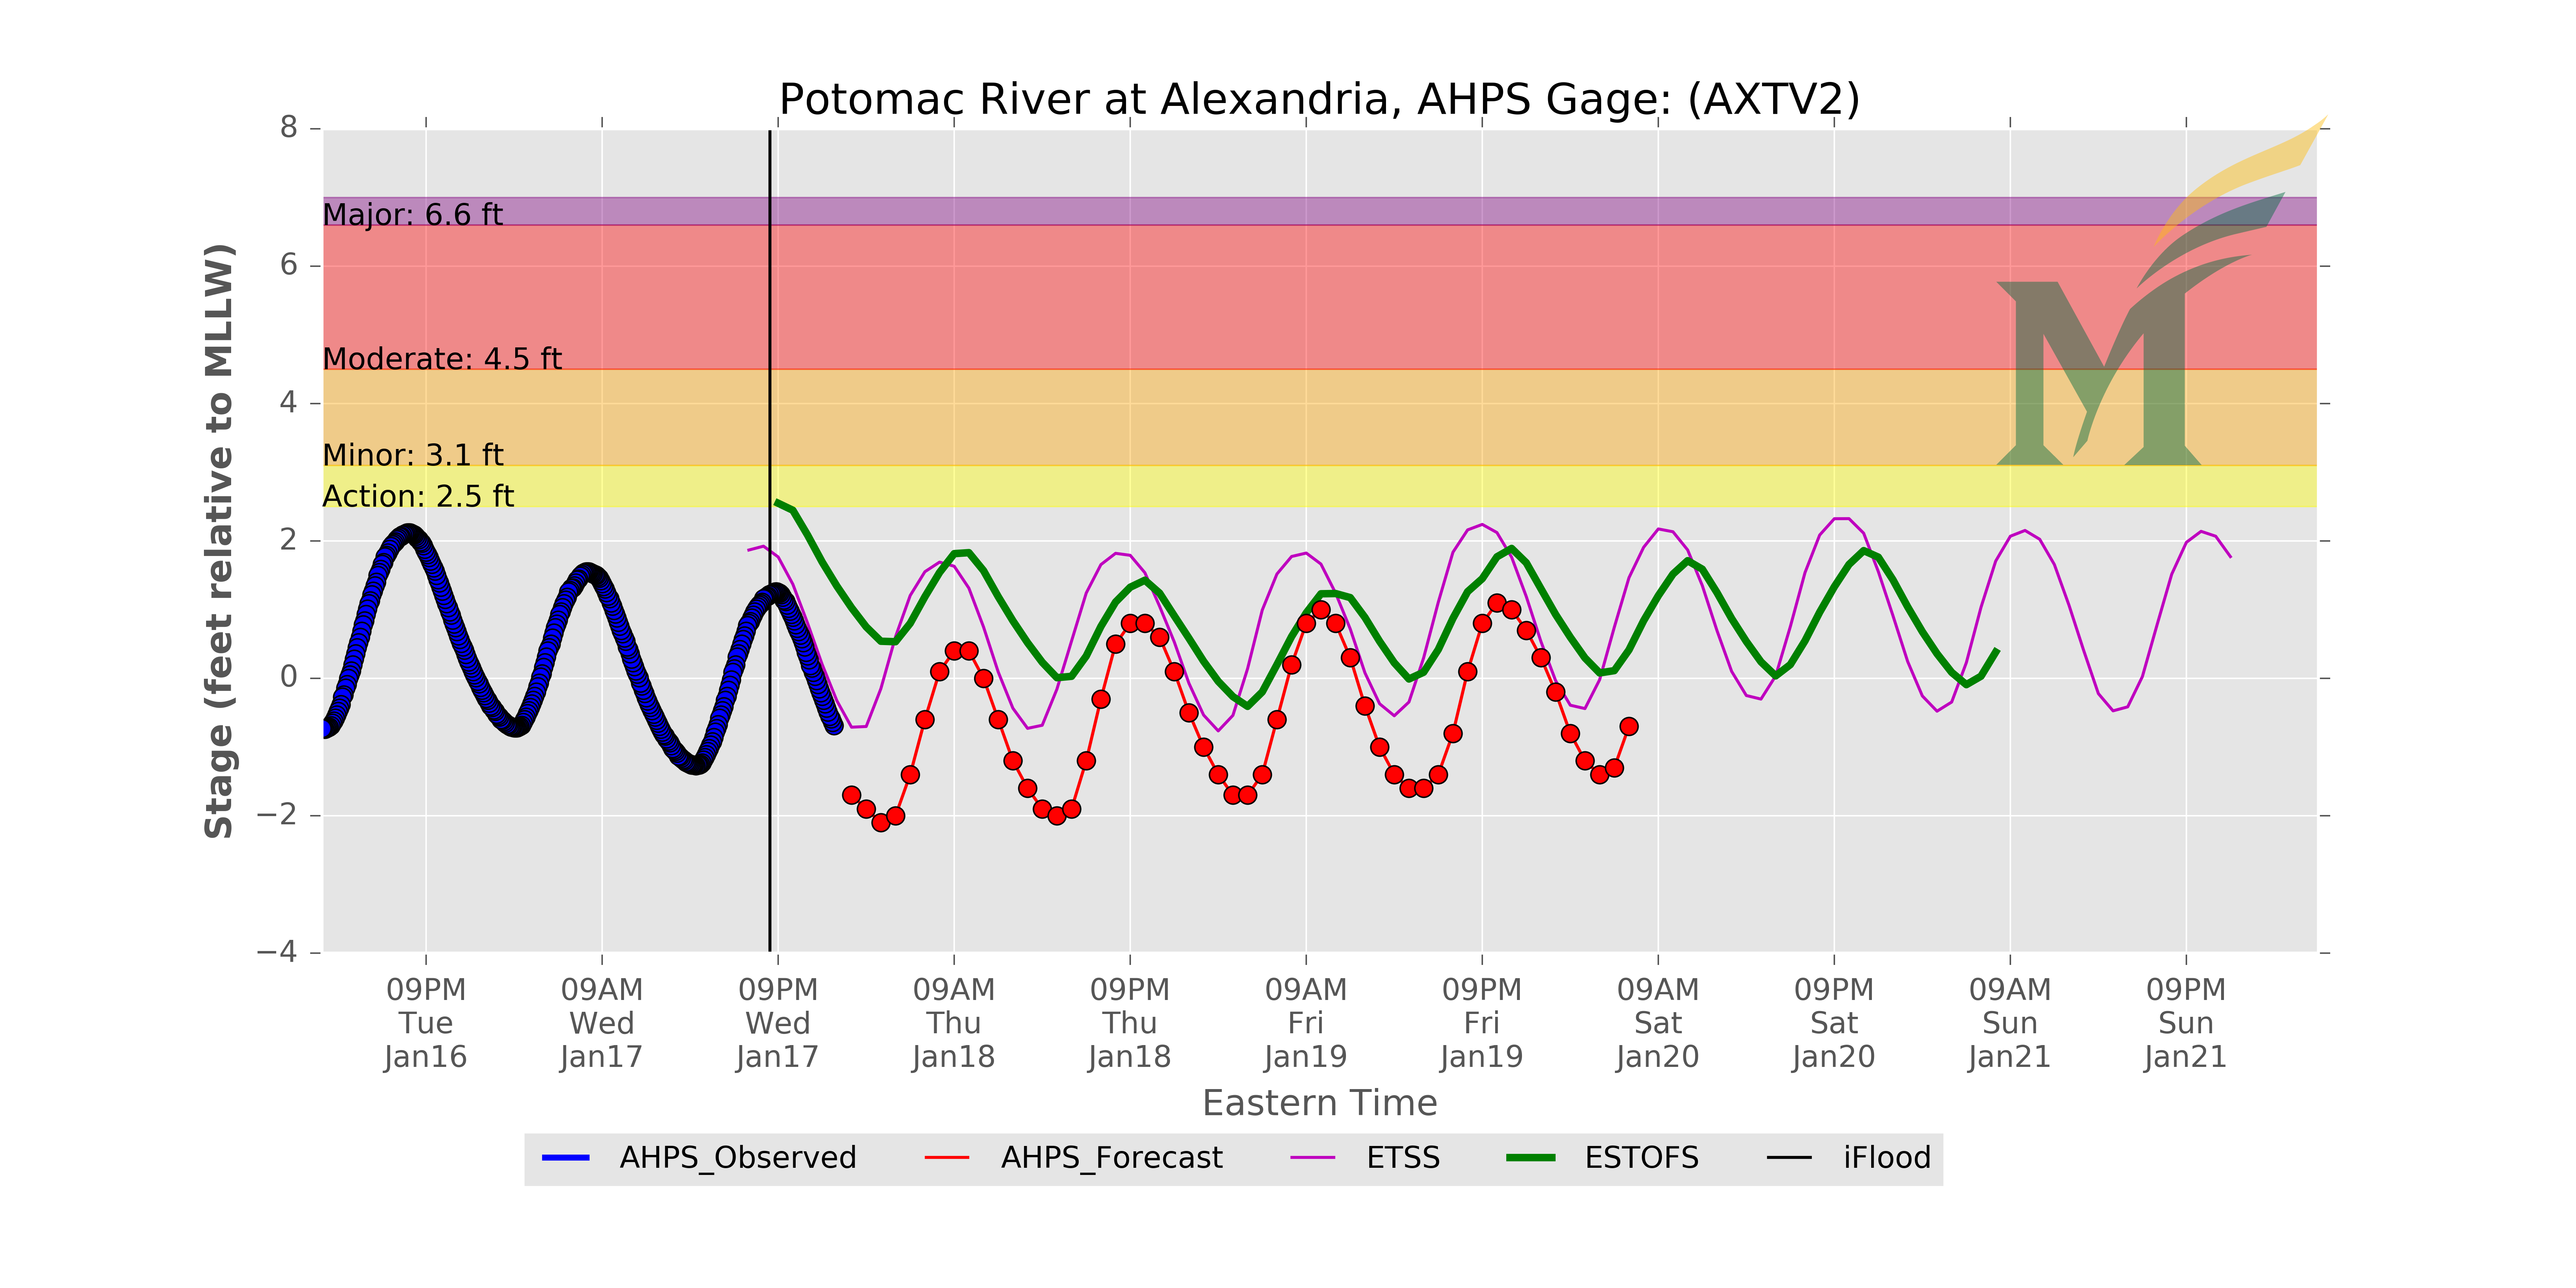 Potomac River at Alexandria, AHPS Gage: (AXTV2)
Stage (feet relative to MLLW)
8
6
4
2
0
−2
−4
Major: 6.6 ft
Moderate: 4.5 ft
Minor: 3.1 ft
Action: 2.5 ft
09PM 09AM 09PM 09AM 09PM 09AM 09PM 09AM 09PM 09AM 09PM
Tue Wed Wed Thu Thu Fri Fri Sat Sat Sun Sun
Jan16 Jan17 Jan17 Jan18 Jan18 Jan19 Jan19 Jan20 Jan20 Jan21 Jan21
Eastern Time
AHPS_Observed AHPS_Forecast ETSS ESTOFS iFlood